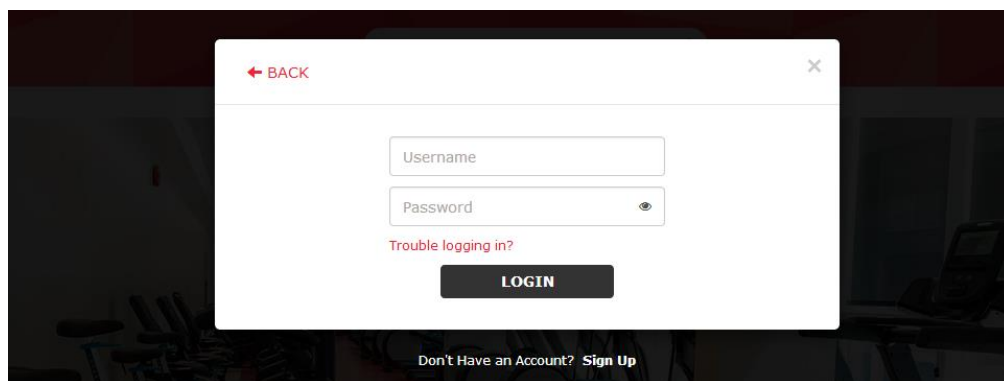 BACK
×
Username
Password
Trouble logging in?
LOGIN
Don't Have an Account? Sign Up